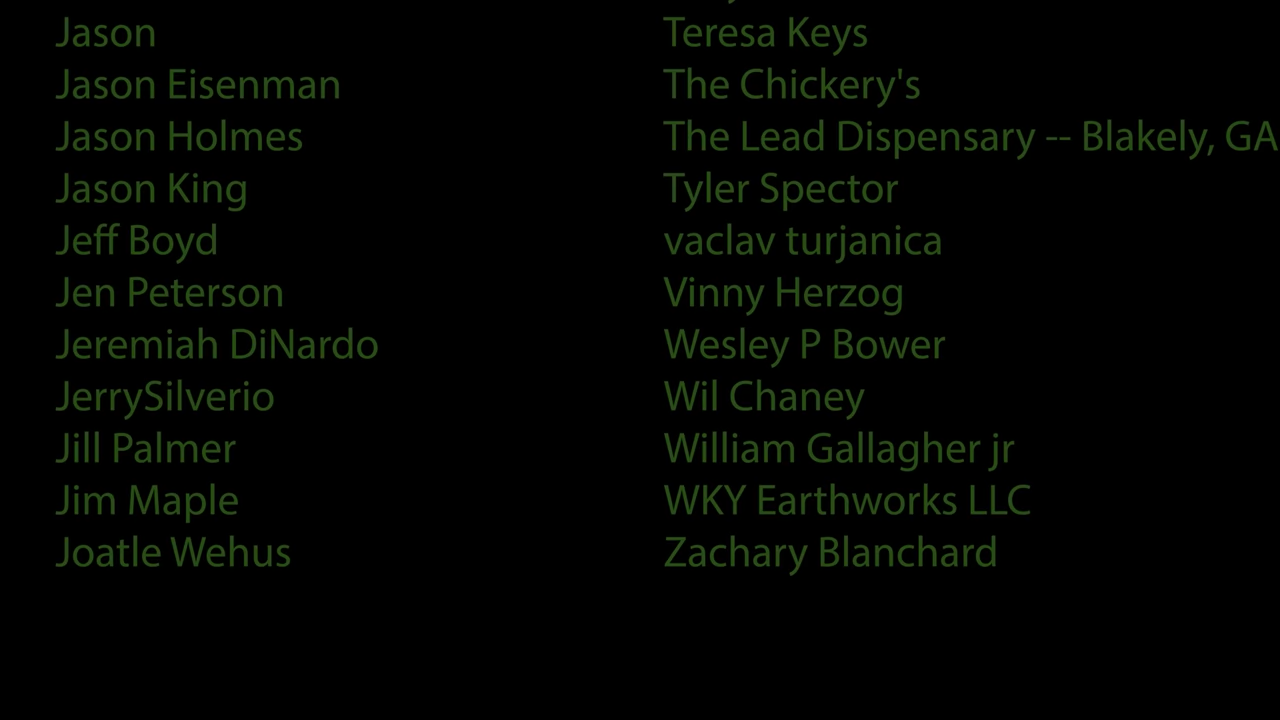 Jason
Jason Eisenman
Jason Holmes
Jason King
Jeff Boyd
Jen Peterson
Jeremiah DiNardo
JerrySilverio
Jill Palmer
Jim Maple
Joatle Wehus
Teresa Keys
The Chickery's
The Lead Dispensary -- Blakely, GA
Tyler Spector
vaclav turjanica
Vinny Herzog
Wesley P Bower
Wil Chaney
William Gallagher jr
WKY Earthworks LLC
Zachary Blanchard